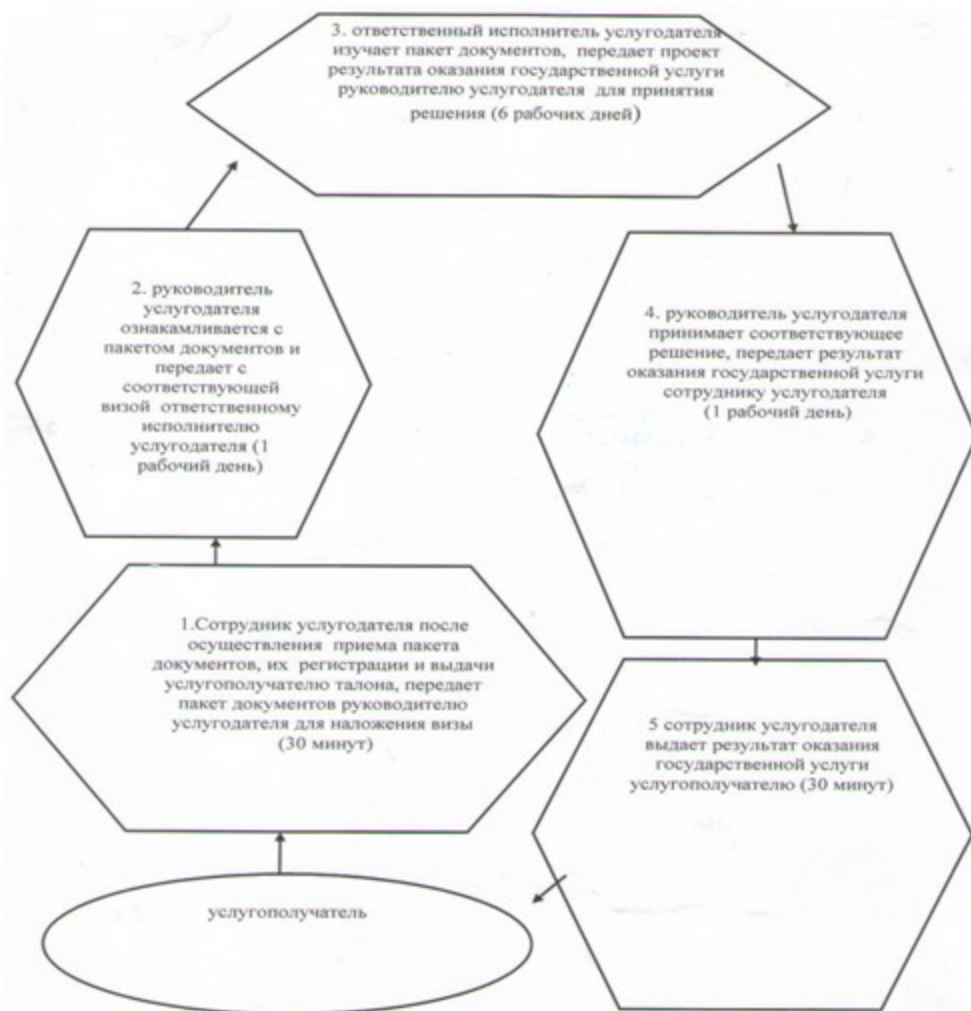 3. ответственный исполнитель услугодателя
изучает пакет документов, передает проект
результата оказания государственной услуги
руководителю услугодателя для принятия
решения (6 рабочих дней)
2. руководитель
услугодателя
ознакамливается с
пакетом документов и
передает с
соответствующей
визой ответственному
исполнителю
услугодателя (1
рабочий день)
4. руководитель услугодателя
принимает соответствующее
решение, передает результат
оказания государственной услуги
сотруднику услугодателя
(1 рабочий день)
1.Сотрудник услугодателя после
осуществления приема пакета
документов, их регистрации и выдачи
услугополучателю талона, передает
пакет документов руководителю
услугодателя для наложения визы
(30 минут)
5 сотрудник услугодателя
выдает результат оказания
государственной услуги
услугополучателю (30 минут)
услугополучатель